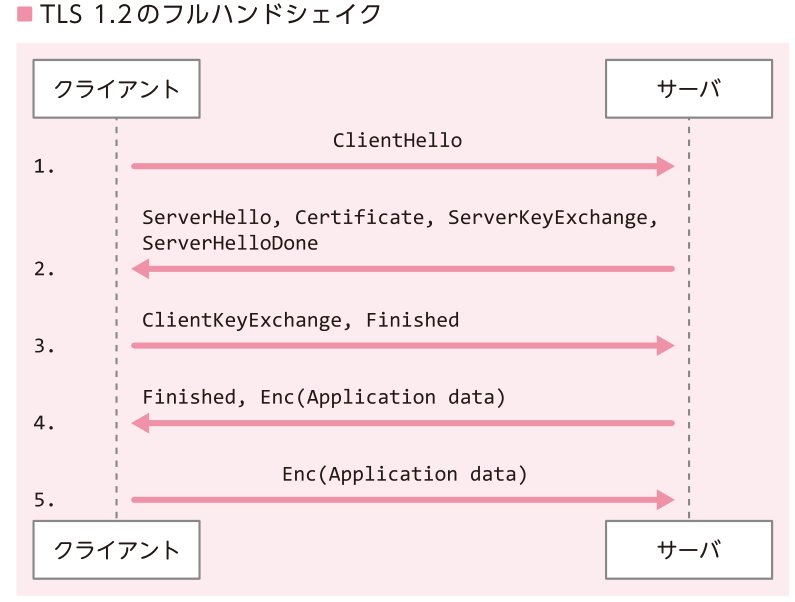 TLS 1.2のフルハンドシェイク
クライアント
サーバ
ClientHello
1.
ServerHello, Certificate, ServerKeyExchange,
ServerHelloDone
2.
ClientKeyExchange, Finished
3.
Finished, Enc(Application data)
4.
Enc(Application data)
5.
クライアント
サーバ